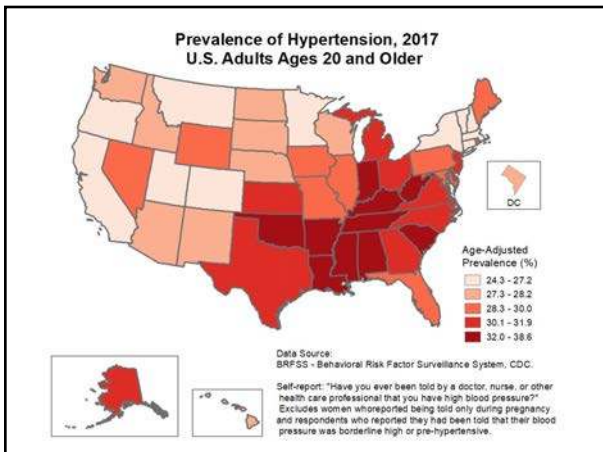 Prevalence of Hypertension, 2017
U.S. Adults Ages 20 and Older
DC
Age-Adjusted
Prevalence (%)
24.3 - 27.2
27.3 - 28.2
28.3 - 30.0
30.1 - 31.9
32.0 - 38.6
Data Source:
BRFSS - Behavioral Risk Factor Surveillance System, CDC.
Self-report: "Have you ever been told by a doctor, nurse, or other
health care professional that you have high blood pressure?"
Excludes women whoreported being told only during pregnancy
and respondents who reported they had been told that their blood
pressure was borderline high or pre-hypertensive.